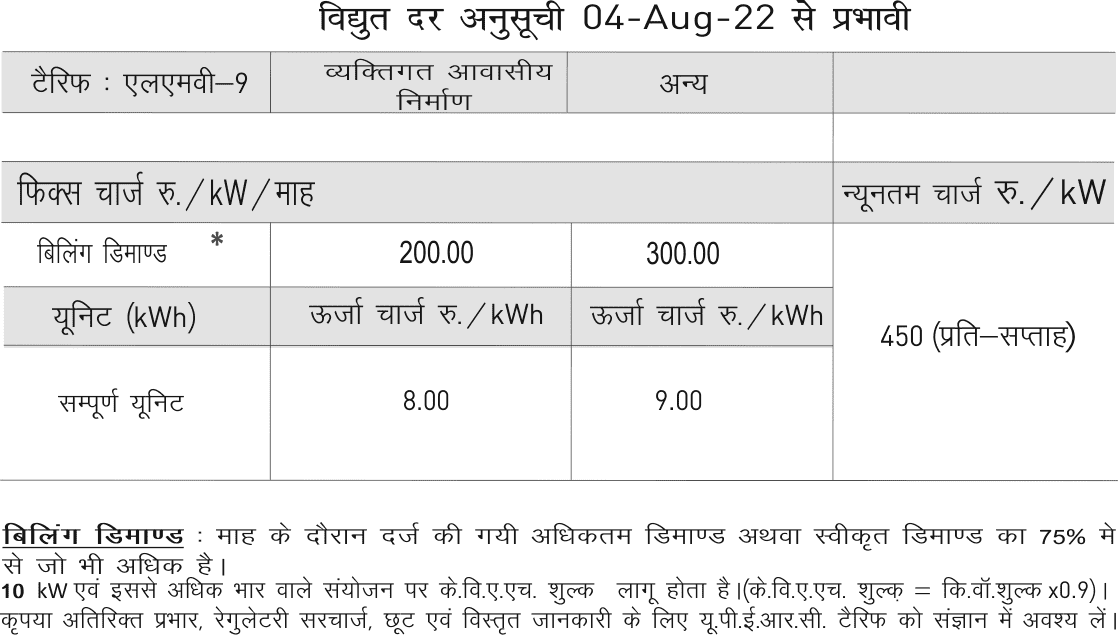 विद्युत दर अनुसूची 04-Aug-22 से प्रभावी
टैरिफ : एलएमवी–9 व्यक्तिगत आवासीय निर्माण अन्य
फिक्स चार्ज रु./kW/माह न्यूनतम चार्ज रु./kW
बिलिंग डिमाण्ड * 200.00 300.00
यूनिट (kWh) ऊर्जा चार्ज रु./kWh ऊर्जा चार्ज रु./kWh
450 (प्रति–सप्ताह)
सम्पूर्ण यूनिट 8.00 9.00
बिलिंग डिमाण्ड : माह के दौरान दर्ज की गयी अधिकतम डिमाण्ड अथवा स्वीकृत डिमाण्ड का 75% मे
से जो भी अधिक है।
10 kW एवं इससे अधिक भार वाले संयोजन पर के.वि.ए.एच. शुल्क लागू होता है।(के.वि.ए.एच. शुल्क् = कि.वॉ.शुल्क x0.9)।
कृपया अतिरिक्त प्रभार, रेगुलेटरी सरचार्ज, छूट एवं विस्तृत जानकारी के लिए यू.पी.ई.आर.सी. टैरिफ को संज्ञान में अवश्य लें।